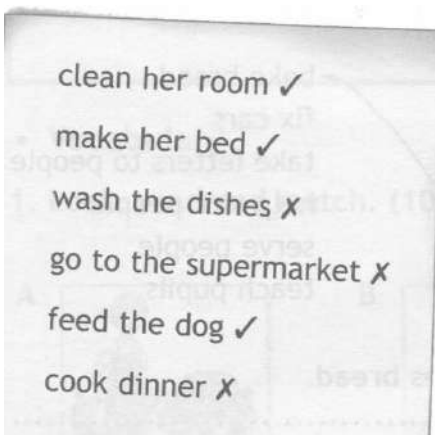 clean her room ✓
make her bed ✓
wash the dishes ✗
go to the supermarket ✗
feed the dog ✓
cook dinner ✗